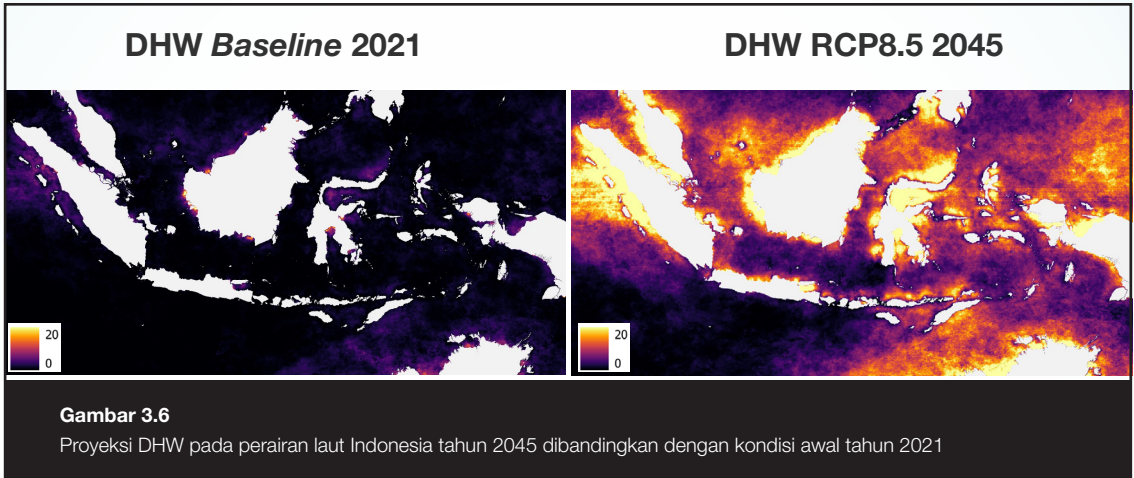 DHW Baseline 2021
DHW RCP8.5 2045
20
0
20
0
Gambar 3.6
Proyeksi DHW pada perairan laut Indonesia tahun 2045 dibandingkan dengan kondisi awal tahun 2021